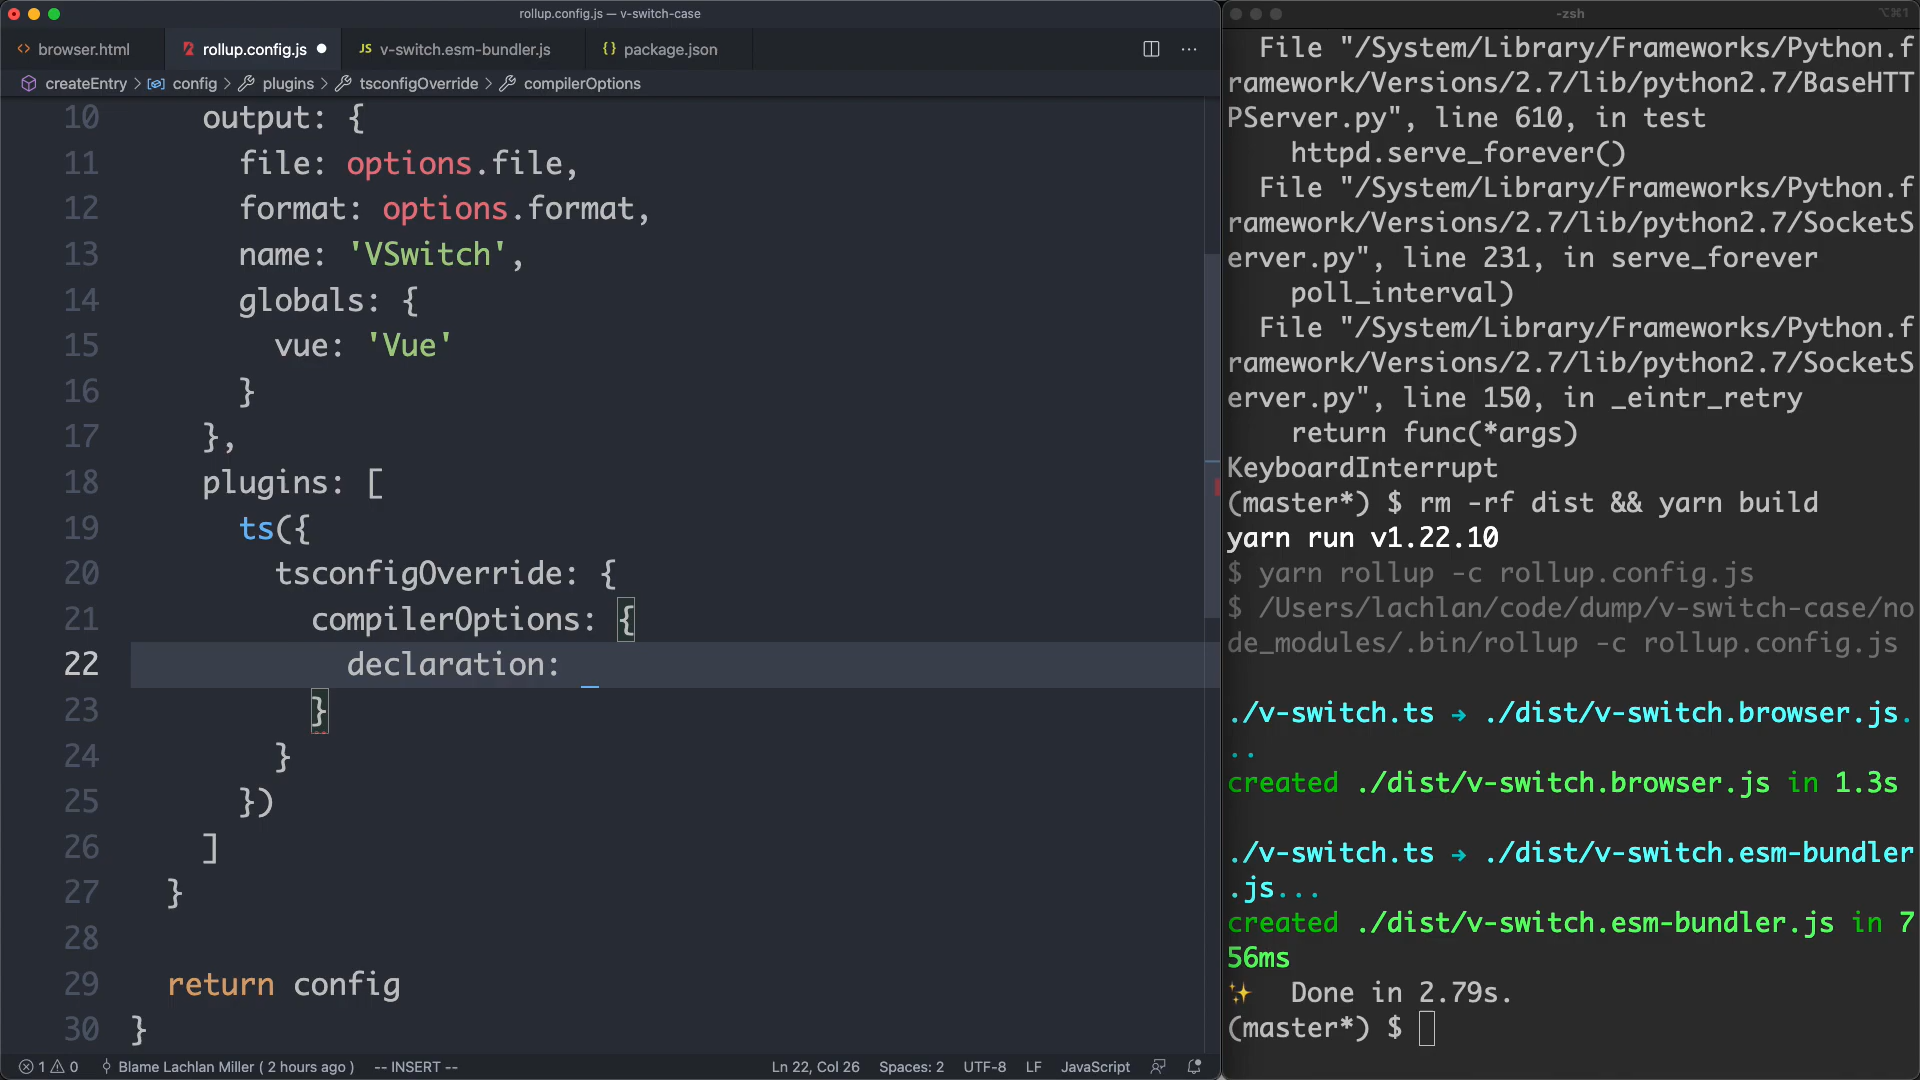 rollup.config.js — v-switch-case
browser.html
rollup.config.js
JS v-switch.esm-bundler.js
{} package.json
createEntry > config > plugins > tsconfigOverride > compilerOptions
10 output: {
11 file: options.file,
12 format: options.format,
13 name: 'VSwitch',
14 globals: {
15 vue: 'Vue'
16 }
17 },
18 plugins: [
19 ts({
20 tsconfigOverride: {
21 compilerOptions: {
22 declaration:
23 }
24 }
25 })
26 ]
27 }
28
29 return config
30 }
1 0 Blame Lachlan Miller ( 2 hours ago ) -- INSERT -- Ln 22, Col 26 Spaces: 2 UTF-8 LF JavaScript
-zsh
⌥⌘1
File "/System/Library/Frameworks/Python.f
ramework/Versions/2.7/lib/python2.7/BaseHTT
PServer.py", line 610, in test
httpd.serve_forever()
File "/System/Library/Frameworks/Python.f
ramework/Versions/2.7/lib/python2.7/SocketS
erver.py", line 231, in serve_forever
poll_interval)
File "/System/Library/Frameworks/Python.f
ramework/Versions/2.7/lib/python2.7/SocketS
erver.py", line 150, in _eintr_retry
return func(*args)
KeyboardInterrupt
(master*) $ rm -rf dist && yarn build
yarn run v1.22.10
$ yarn rollup -c rollup.config.js
$ /Users/lachlan/code/dump/v-switch-case/no
de_modules/.bin/rollup -c rollup.config.js
./v-switch.ts → ./dist/v-switch.browser.js.
..
created ./dist/v-switch.browser.js in 1.3s
./v-switch.ts → ./dist/v-switch.esm-bundler
.js...
created ./dist/v-switch.esm-bundler.js in 7
56ms
✨ Done in 2.79s.
(master*) $